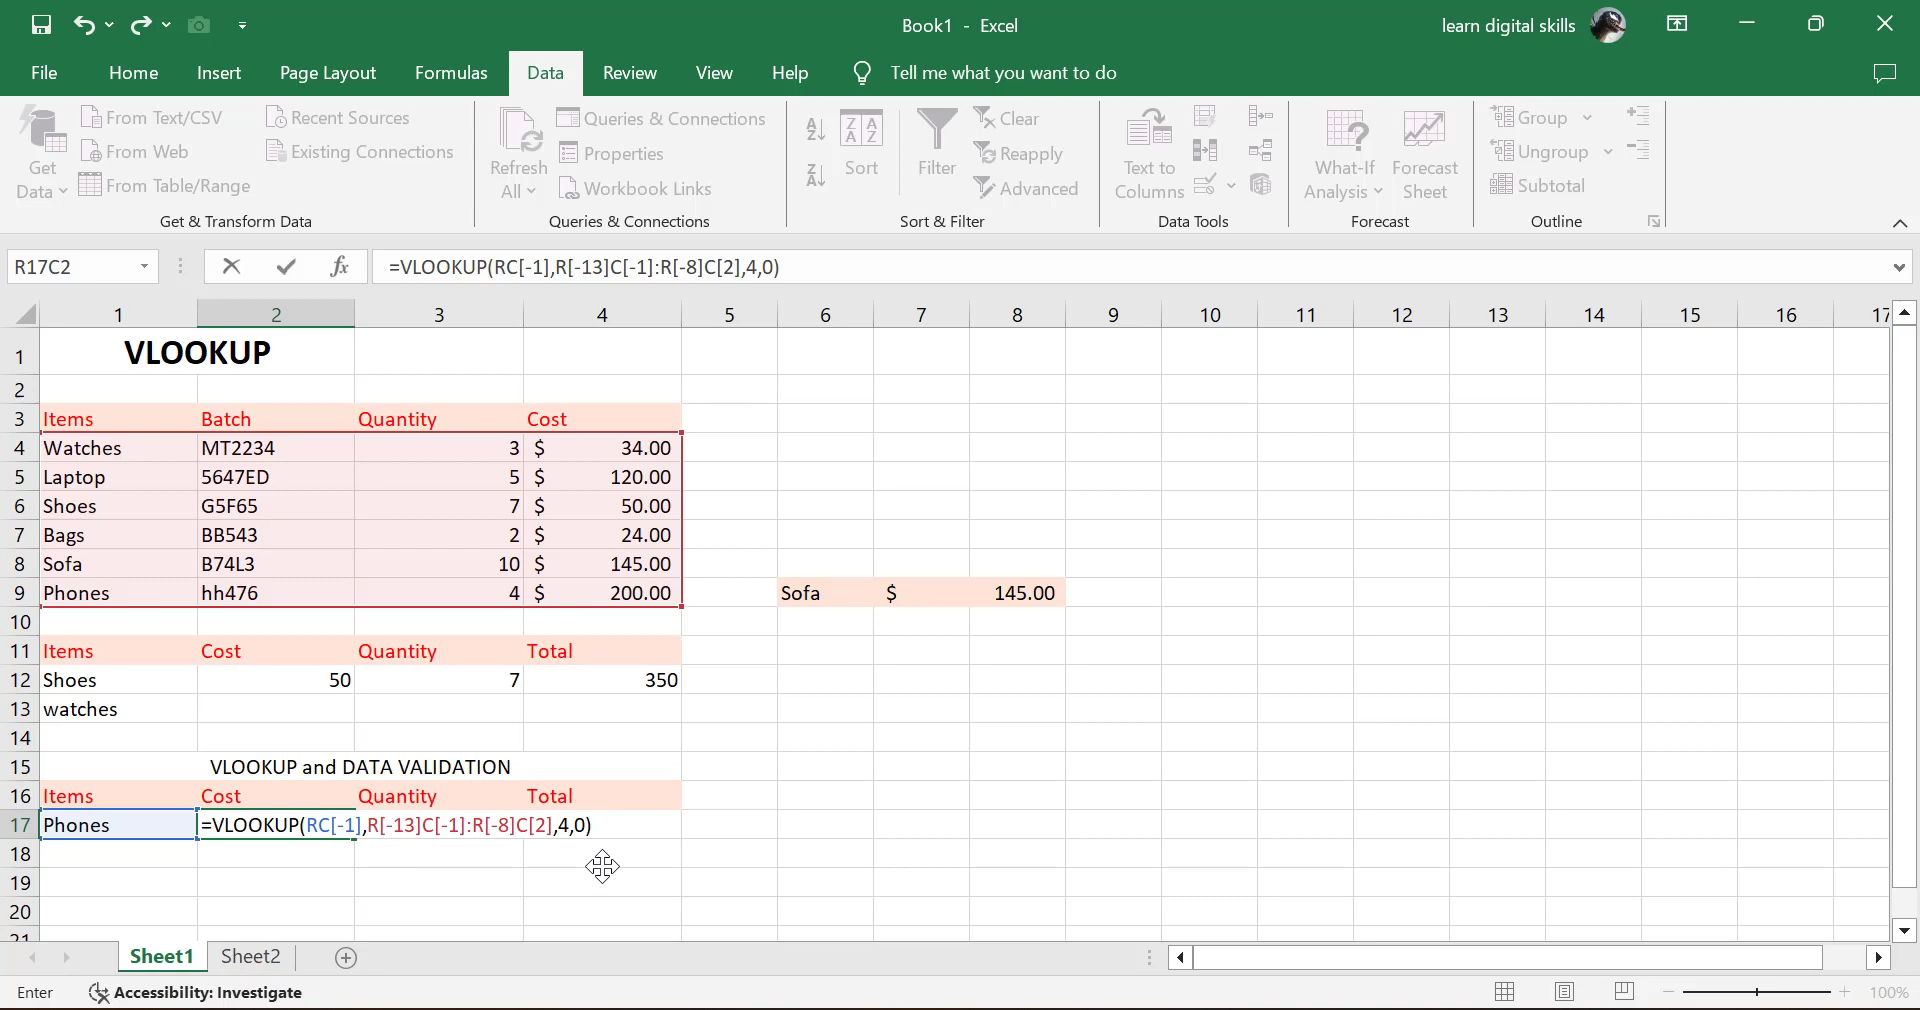 Book1 - Excel
learn digital skills
File Home Insert Page Layout Formulas Data Review View Help Tell me what you want to do
Get Data
From Text/CSV
From Web
From Table/Range
Recent Sources
Existing Connections
Get & Transform Data
Refresh All
Queries & Connections
Properties
Workbook Links
Queries & Connections
Sort
Filter
Clear
Reapply
Advanced
Sort & Filter
Text to Columns
Data Tools
What-If Analysis
Forecast Sheet
Forecast
Group
Ungroup
Subtotal
Outline
R17C2 fx =VLOOKUP(RC[-1],R[-13]C[-1]:R[-8]C[2],4,0)
1 2 3 4 5 6 7 8 9 10 11 12 13 14 15 16 17
1 VLOOKUP
2
3 Items Batch Quantity Cost
4 Watches MT2234 3 $ 34.00
5 Laptop 5647ED 5 $ 120.00
6 Shoes G5F65 7 $ 50.00
7 Bags BB543 2 $ 24.00
8 Sofa B74L3 10 $ 145.00
9 Phones hh476 4 $ 200.00 Sofa $ 145.00
10
11 Items Cost Quantity Total
12 Shoes 50 7 350
13 watches
14
15 VLOOKUP and DATA VALIDATION
16 Items Cost Quantity Total
17 Phones =VLOOKUP(RC[-1],R[-13]C[-1]:R[-8]C[2],4,0)
18
19
20
21
Sheet1 Sheet2
Enter Accessibility: Investigate 100%